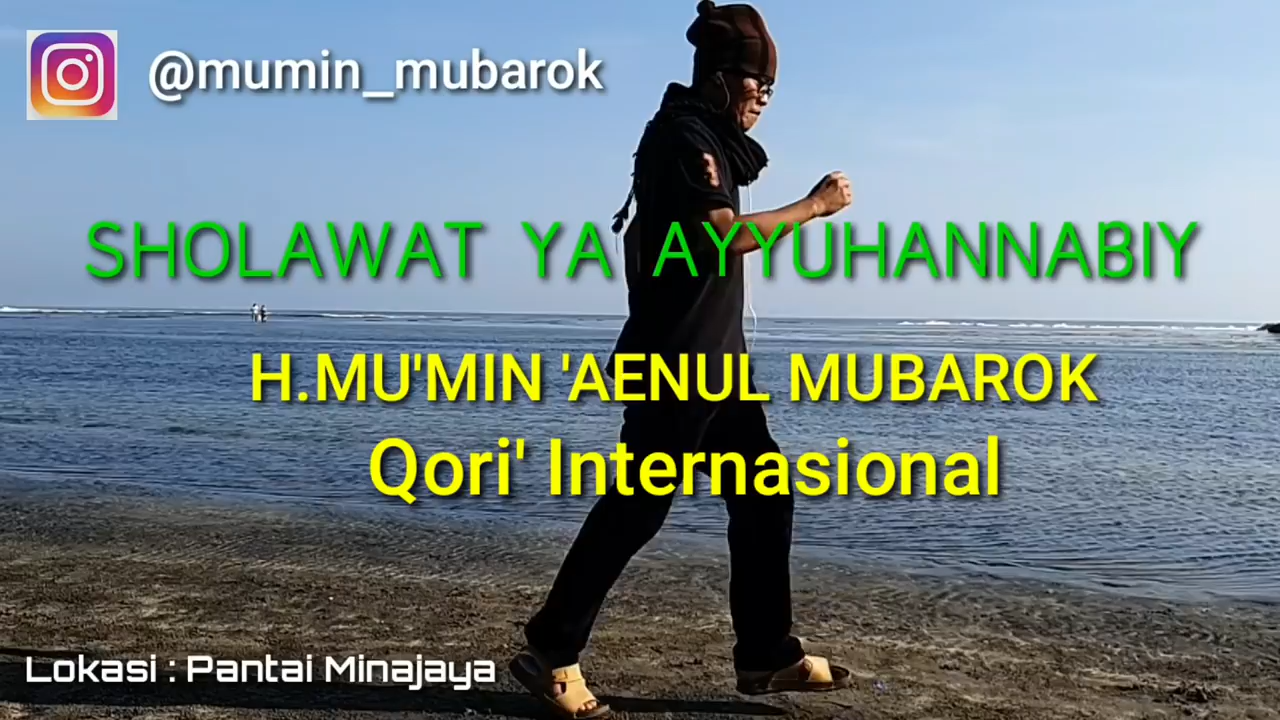 @mumin_mubarok
SHOLAWAT YA AYYUHANNABIY
H.MU'MIN 'AENUL MUBAROK
Qori' Internasional
Lokasi : Pantai Minajaya